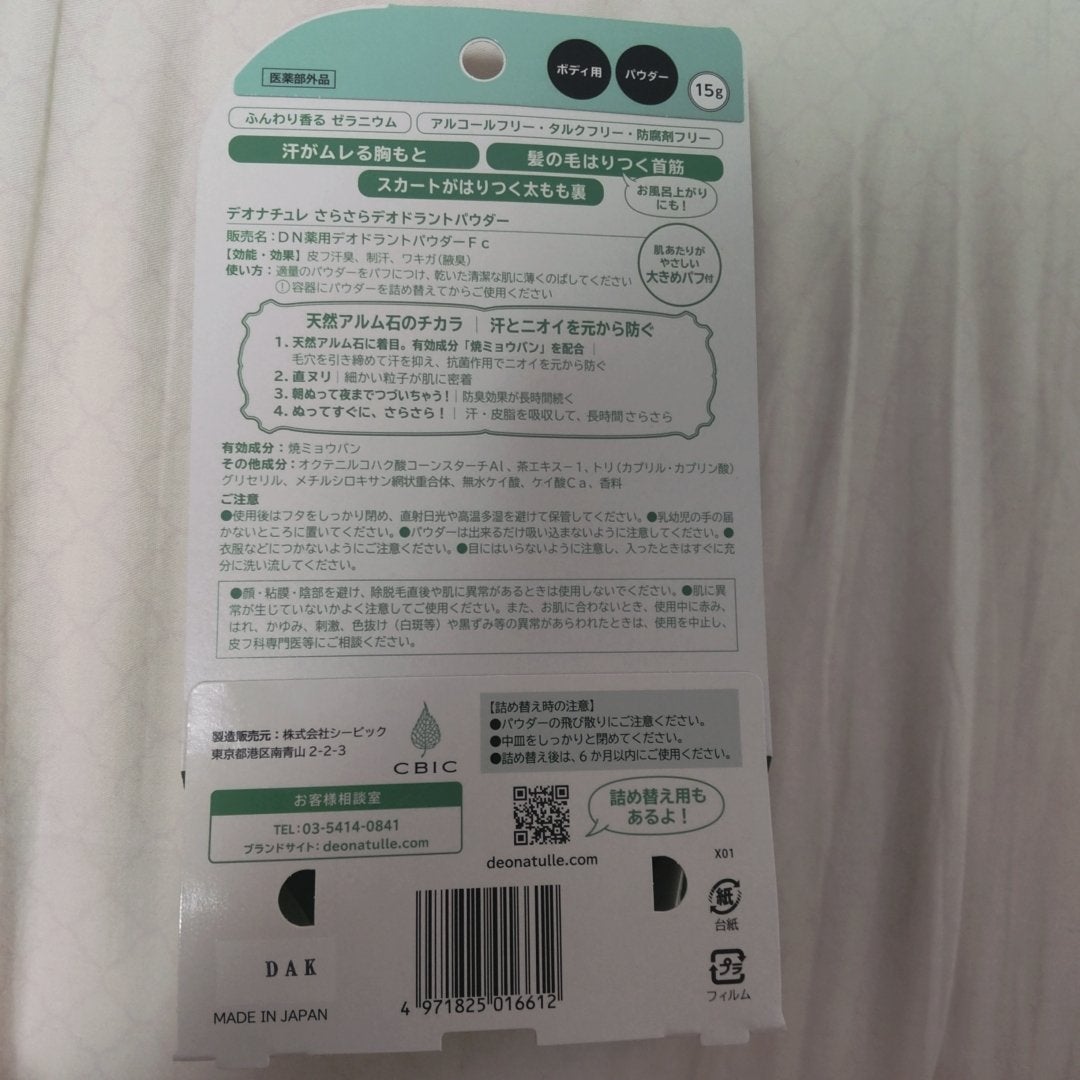 医薬部外品
ボディ用
パウダー
15g
ふんわり香る ゼラニウム
アルコールフリー・タルクフリー・防腐剤フリー
汗がムレる胸もと
髪の毛はりつく首筋
スカートがはりつく太もも裏
お風呂上がり
にも!
デオナチュレ さらさらデオドラントパウダー
販売名:DN薬用デオドラントパウダーFc
【効能・効果】皮フ汗臭、制汗、ワキガ(腋臭)
使い方:適量のパウダーをパフにつけ、乾いた清潔な肌に薄くのばしてください
!容器にパウダーを詰め替えてからご使用ください
肌あたりが
やさしい
大きめパフ付
天然アルム石のチカラ | 汗とニオイを元から防ぐ
1. 天然アルム石に着目。有効成分「焼ミョウバン」を配合 |
毛穴を引き締めて汗を抑え、抗菌作用でニオイを元から防ぐ
2. 直ヌリ | 細かい粒子が肌に密着
3. 朝ぬって夜までつづいちゃう! | 防臭効果が長時間続く
4. ぬってすぐに、さらさら! | 汗・皮脂を吸収して、長時間さらさら
有効成分:焼ミョウバン
その他成分:オクテニルコハク酸コーンスターチAl、茶エキス-1、トリ(カプリル・カプリン酸)
グリセリル、メチルシロキサン網状重合体、無水ケイ酸、ケイ酸Ca、香料
ご注意
●使用後はフタをしっかり閉め、直射日光や高温多湿を避けて保管してください。●乳幼児の手の届
かないところに置いてください。●パウダーは出来るだけ吸い込まないように注意してください。●
衣服などにつかないようにご注意ください。●目にはいらないように注意し、入ったときはすぐに充
分に洗い流してください。
●顔・粘膜・陰部を避け、除脱毛直後や肌に異常があるときは使用しないでください。●肌に異
常が生じていないかよく注意してご使用ください。また、お肌に合わないとき、使用中に赤み、
はれ、かゆみ、刺激、色抜け(白斑等)や黒ずみ等の異常があらわれたときは、使用を中止し、
皮フ科専門医等にご相談ください。
製造販売元:株式会社シービック
東京都港区南青山 2-2-3
CBIC
【詰め替え時の注意】
●パウダーの飛び散りにご注意ください。
●中皿をしっかりと閉めてください。
●詰め替え後は、6か月以内にご使用ください。
お客様相談室
TEL:03-5414-0841
ブランドサイト:deonatulle.com
deonatulle.com
詰め替え用も
あるよ!
X01
紙
台紙
プラ
フィルム
DAK
MADE IN JAPAN
4 971825 016612